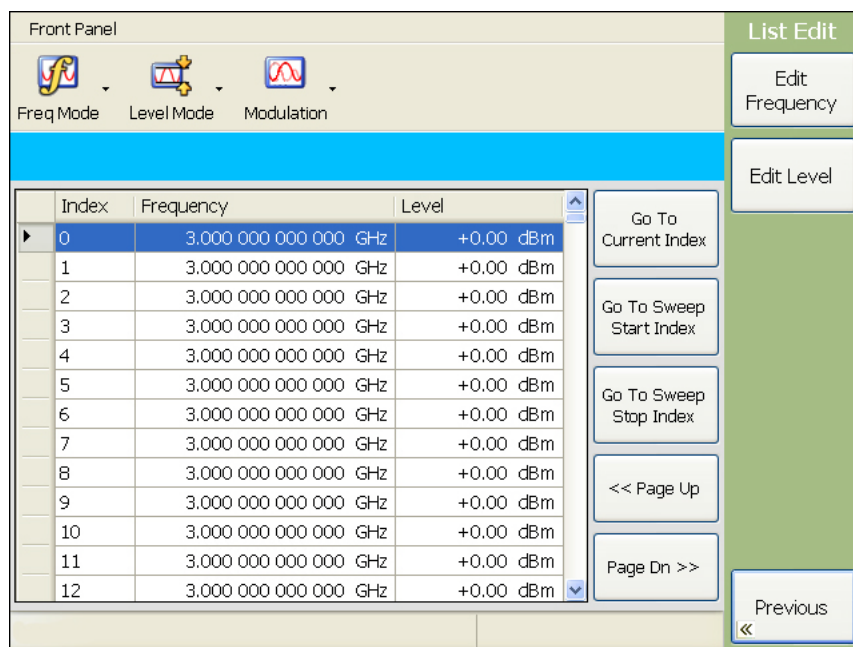 Front Panel
List Edit
Freq Mode Level Mode Modulation
Edit
Frequency
Edit Level
Index Frequency Level
0 3.000 000 000 000 GHz +0.00 dBm
1 3.000 000 000 000 GHz +0.00 dBm
2 3.000 000 000 000 GHz +0.00 dBm
3 3.000 000 000 000 GHz +0.00 dBm
4 3.000 000 000 000 GHz +0.00 dBm
5 3.000 000 000 000 GHz +0.00 dBm
6 3.000 000 000 000 GHz +0.00 dBm
7 3.000 000 000 000 GHz +0.00 dBm
8 3.000 000 000 000 GHz +0.00 dBm
9 3.000 000 000 000 GHz +0.00 dBm
10 3.000 000 000 000 GHz +0.00 dBm
11 3.000 000 000 000 GHz +0.00 dBm
12 3.000 000 000 000 GHz +0.00 dBm
Go To
Current Index
Go To Sweep
Start Index
Go To Sweep
Stop Index
<< Page Up
Page Dn >>
Previous
«